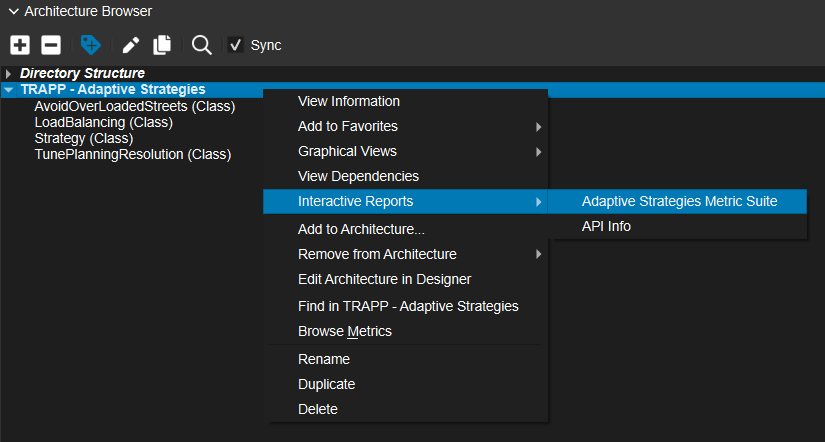 Architecture Browser
Sync
Directory Structure
TRAPP - Adaptive Strategies
AvoidOverLoadedStreets (Class)
LoadBalancing (Class)
Strategy (Class)
TunePlanningResolution (Class)
View Information
Add to Favorites
Graphical Views
View Dependencies
Interactive Reports
Add to Architecture...
Remove from Architecture
Edit Architecture in Designer
Find in TRAPP - Adaptive Strategies
Browse Metrics
Rename
Duplicate
Delete
Adaptive Strategies Metric Suite
API Info